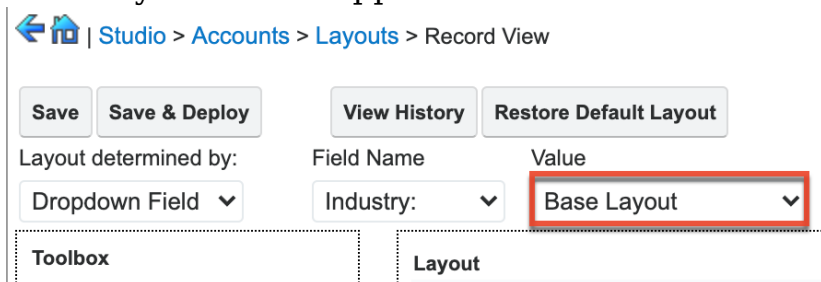 | Studio > Accounts > Layouts > Record View
Save Save & Deploy View History Restore Default Layout
Layout determined by: Field Name Value
Dropdown Field Industry: Base Layout
Toolbox Layout